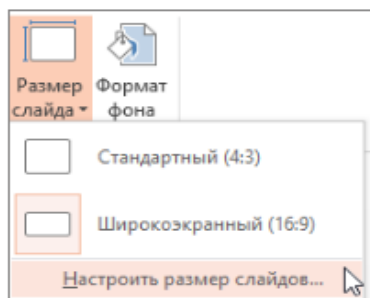 Размер Формат
слайда фона
Стандартный (4:3)
Широкоэкранный (16:9)
Настроить размер слайдов...